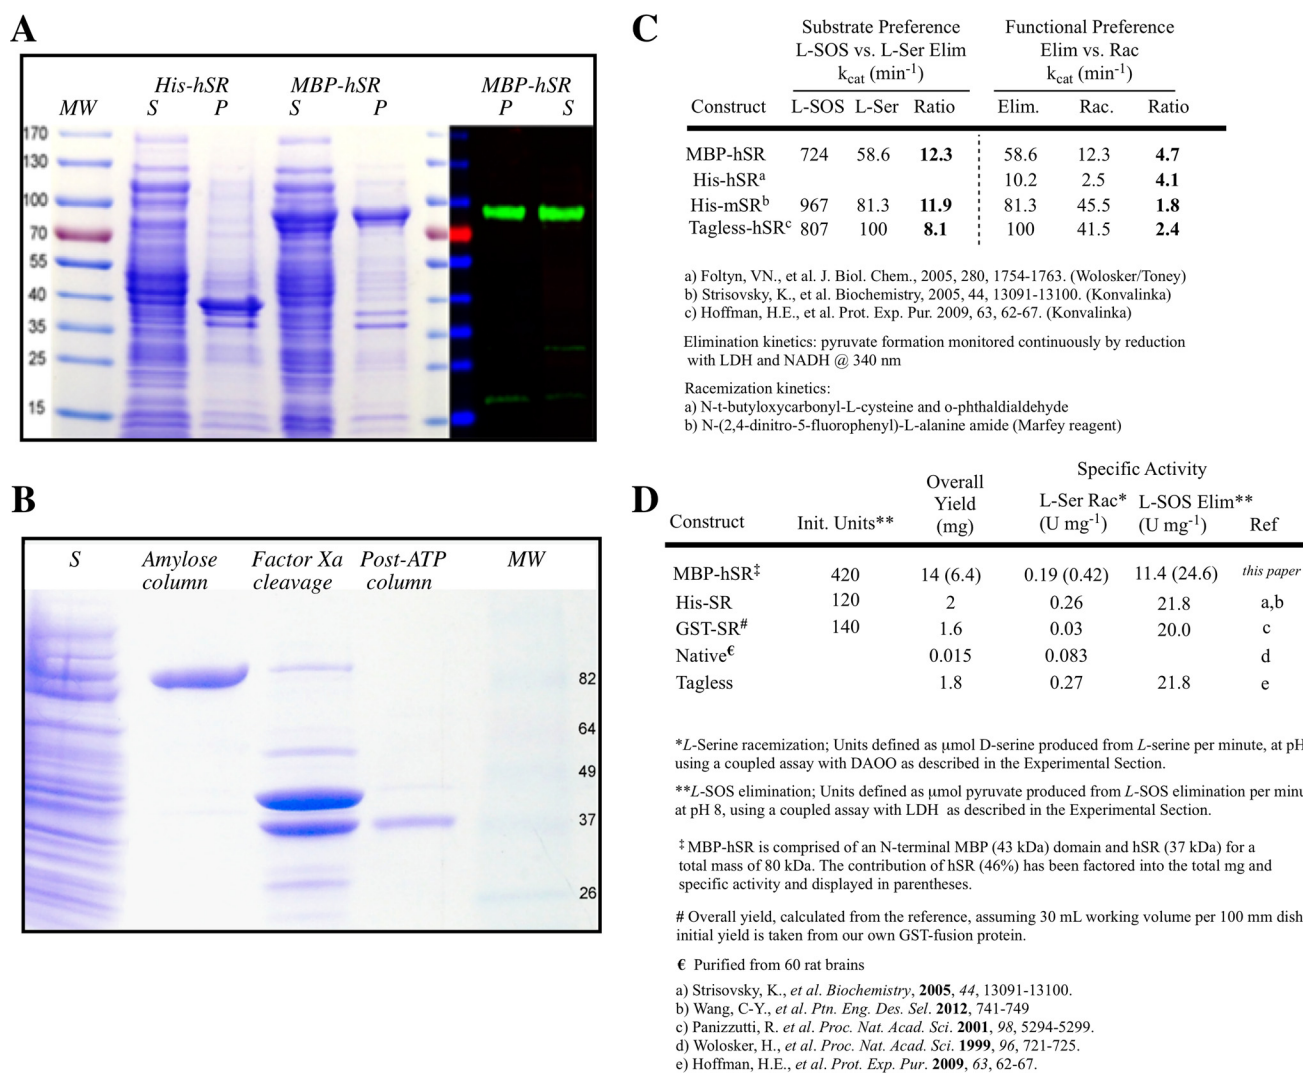 A
His-hSR MBP-hSR MBP-hSR
MW S P S P P S
170
130
100
70
55
40
35
25
15
B
S Amylose column Factor Xa cleavage Post-ATP column MW
82
64
49
37
26
C
Substrate Preference Functional Preference
L-SOS vs. L-Ser Elim Elim vs. Rac
kcat (min-1) kcat (min-1)
Construct L-SOS L-Ser Ratio Elim. Rac. Ratio
MBP-hSR 724 58.6 12.3 58.6 12.3 4.7
His-hSRa 10.2 2.5 4.1
His-mSRb 967 81.3 11.9 81.3 45.5 1.8
Tagless-hSRc 807 100 8.1 100 41.5 2.4
a) Foltyn, VN., et al. J. Biol. Chem., 2005, 280, 1754-1763. (Wolosker/Toney)
b) Strisovsky, K., et al. Biochemistry, 2005, 44, 13091-13100. (Konvalinka)
c) Hoffman, H.E., et al. Prot. Exp. Pur. 2009, 63, 62-67. (Konvalinka)
Elimination kinetics: pyruvate formation monitored continuously by reduction
with LDH and NADH @ 340 nm
Racemization kinetics:
a) N-t-butyloxycarbonyl-L-cysteine and o-phthaldialdehyde
b) N-(2,4-dinitro-5-fluorophenyl)-L-alanine amide (Marfey reagent)
D
Specific Activity
Overall
Yield L-Ser Rac* L-SOS Elim**
Construct Init. Units** (mg) (U mg-1) (U mg-1) Ref
MBP-hSR‡ 420 14 (6.4) 0.19 (0.42) 11.4 (24.6) this paper
His-SR 120 2 0.26 21.8 a,b
GST-SR# 140 1.6 0.03 20.0 c
Native€ 0.015 0.083 d
Tagless 1.8 0.27 21.8 e
*L-Serine racemization; Units defined as µmol D-serine produced from L-serine per minute, at pH
using a coupled assay with DAOO as described in the Experimental Section.
**L-SOS elimination; Units defined as µmol pyruvate produced from L-SOS elimination per minu
at pH 8, using a coupled assay with LDH as described in the Experimental Section.
‡ MBP-hSR is comprised of an N-terminal MBP (43 kDa) domain and hSR (37 kDa) for a
total mass of 80 kDa. The contribution of hSR (46%) has been factored into the total mg and
specific activity and displayed in parentheses.
# Overall yield, calculated from the reference, assuming 30 mL working volume per 100 mm dish
initial yield is taken from our own GST-fusion protein.
€ Purified from 60 rat brains
a) Strisovsky, K., et al. Biochemistry, 2005, 44, 13091-13100.
b) Wang, C-Y., et al. Ptn. Eng. Des. Sel. 2012, 741-749
c) Panizzutti, R. et al. Proc. Nat. Acad. Sci. 2001, 98, 5294-5299.
d) Wolosker, H., et al. Proc. Nat. Acad. Sci. 1999, 96, 721-725.
e) Hoffman, H.E., et al. Prot. Exp. Pur. 2009, 63, 62-67.